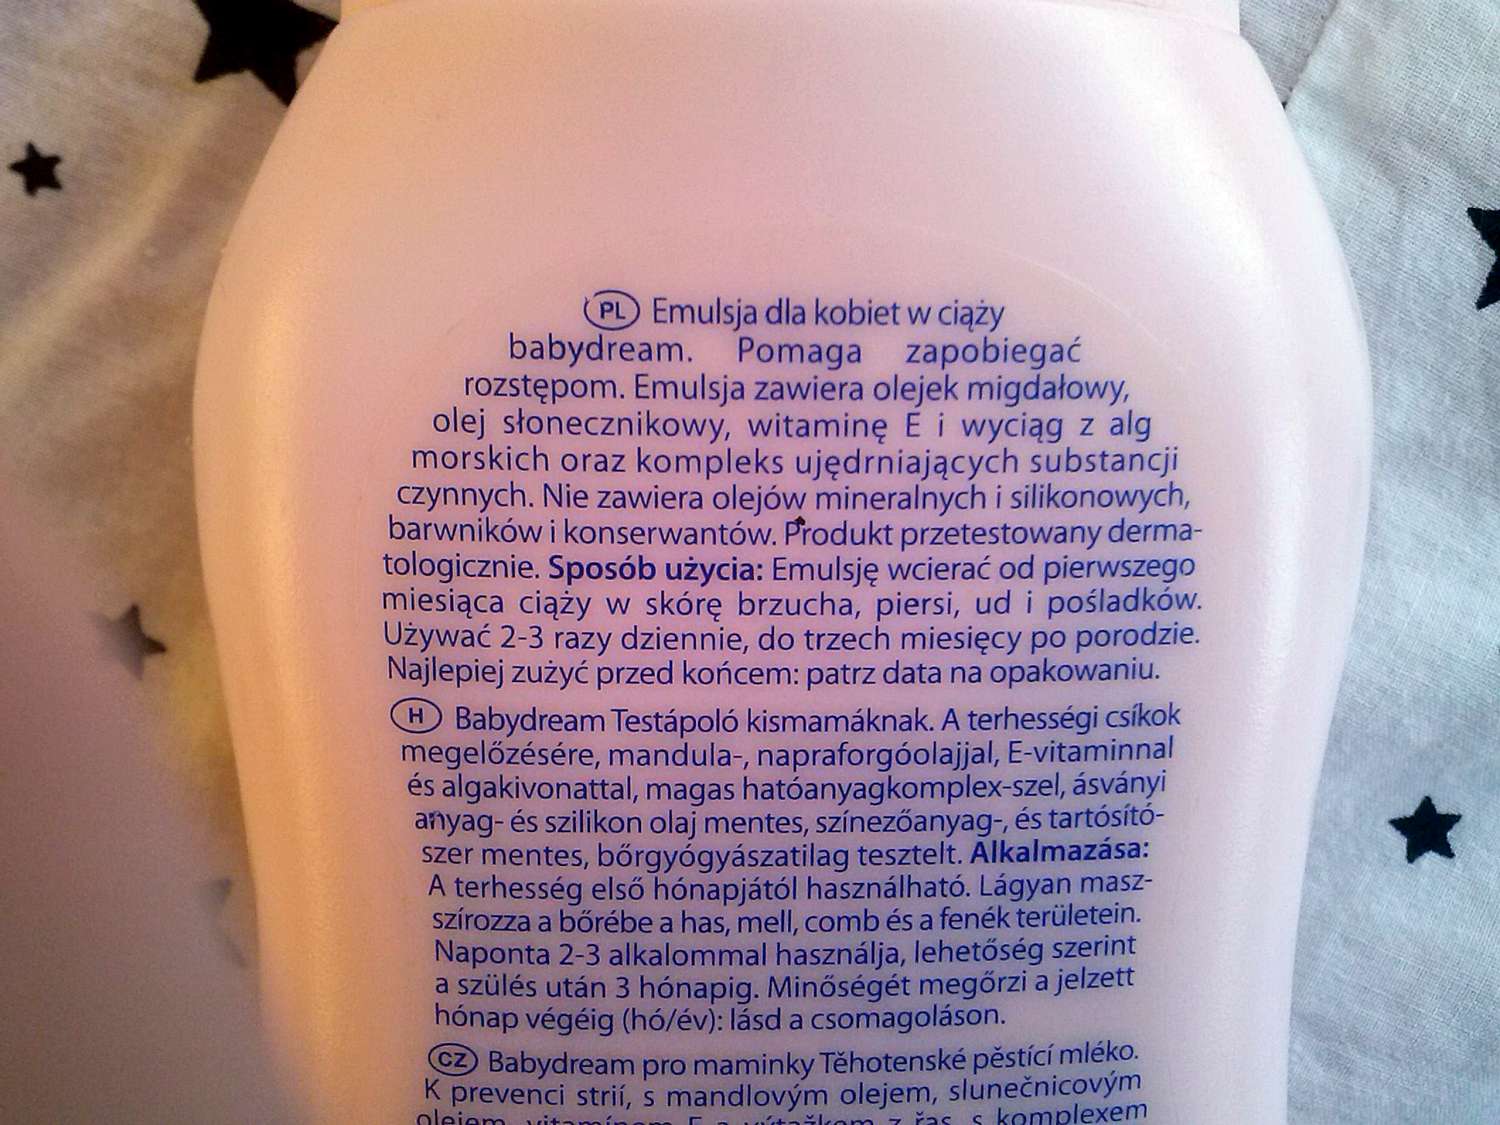 PL Emulsja dla kobiet w ciąży
babydream. Pomaga zapobiegać
rozstępom. Emulsja zawiera olejek migdałowy,
olej słonecznikowy, witaminę E i wyciąg z alg
morskich oraz kompleks ujędrniających substancji
czynnych. Nie zawiera olejów mineralnych i silikonowych,
barwników i konserwantów. Produkt przetestowany derma-
tologicznie. Sposób użycia: Emulsję wcierać od pierwszego
miesiąca ciąży w skórę brzucha, piersi, ud i pośladków.
Używać 2-3 razy dziennie, do trzech miesięcy po porodzie.
Najlepiej zużyć przed końcem: patrz data na opakowaniu.
H Babydream Testápoló kismamáknak. A terhességi csíkok
megelőzésére, mandula-, napraforgóolajjal, E-vitaminnal
és algakivonattal, magas hatóanyagkomplex-szel, ásványi
anyag- és szilikon olaj mentes, színezőanyag-, és tartósító-
szer mentes, bőrgyógyászatilag tesztelt. Alkalmazása:
A terhesség első hónapjától használható. Lágyan masz-
szírozza a bőrébe a has, mell, comb és a fenék területein.
Naponta 2-3 alkalommal használja, lehetőség szerint
a szülés után 3 hónapig. Minőségét megőrzi a jelzett
hónap végéig (hó/év): lásd a csomagoláson.
CZ Babydream pro maminky Těhotenské pěstící mléko.
K prevenci strií, s mandlovým olejem, slunečnicovým
olejem, vitamínem E a výtažkem z řas, s komplexem